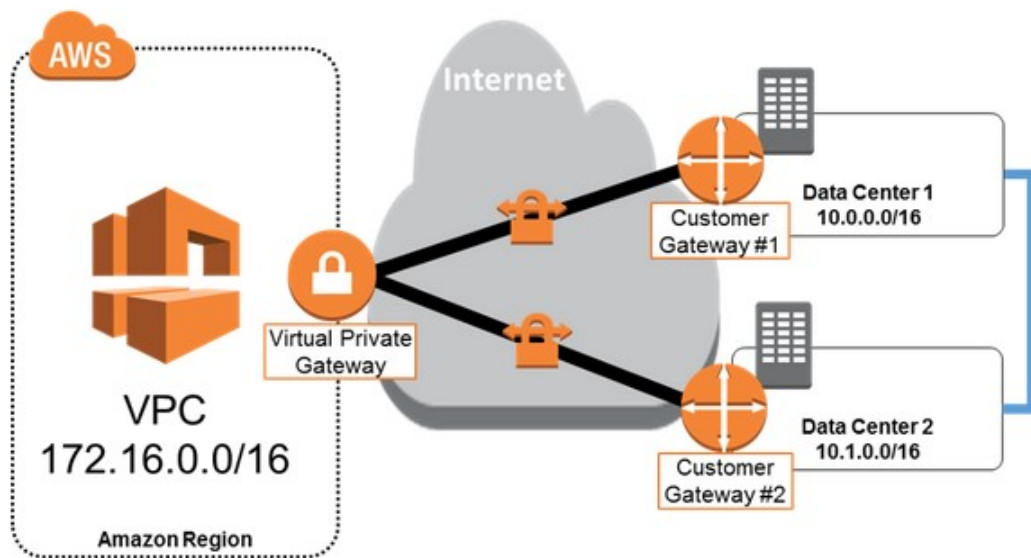 AWS
Internet
Data Center 1
10.0.0.0/16
Customer
Gateway #1
Virtual Private
Gateway
VPC
172.16.0.0/16
Data Center 2
10.1.0.0/16
Customer
Gateway #2
Amazon Region